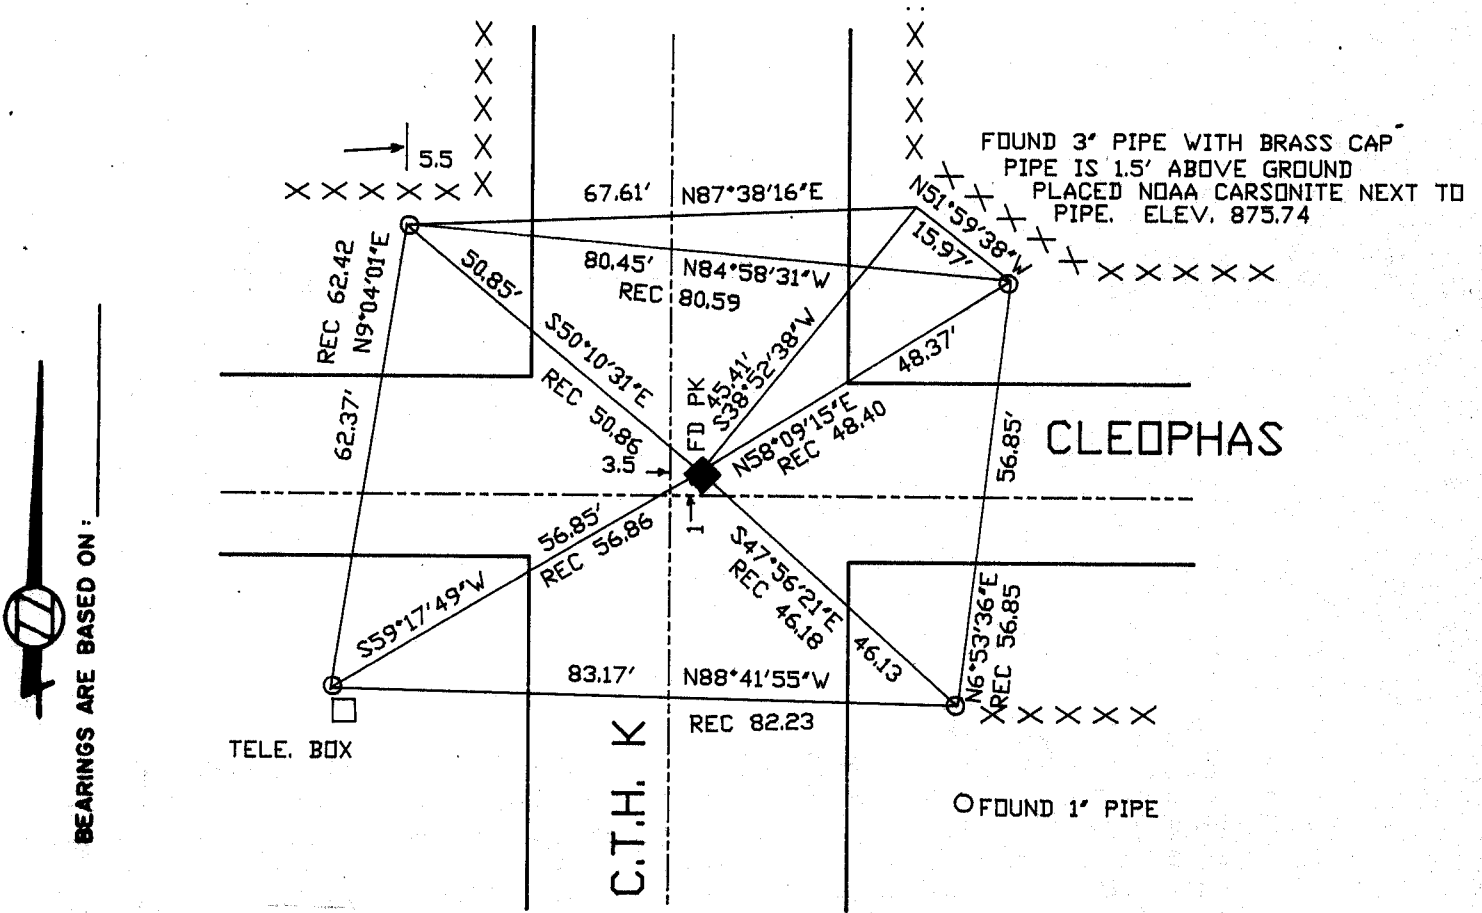 FOUND 3" PIPE WITH BRASS CAP
PIPE IS 1.5' ABOVE GROUND
PLACED NOAA CARSONITE NEXT TO
PIPE. ELEV. 875.74
5.5
67.61' N87°38'16"E
N51°59'38"W
15.97'
80.45' N84°58'31"W
REC 80.59
REC 62.42
N9°04'01"E
62.37'
50.85'
S50°10'31"E
REC 50.86
45.41'
S38°52'38"W
FD PK
48.37'
N58°09'15"E
REC 48.40
3.5
1
CLEOPHAS
56.85'
N6°53'36"E
REC 56.85
56.85'
REC 56.86
S59°17'49"W
S47°56'21"E
REC 46.18
46.13
83.17' N88°41'55"W
REC 82.23
TELE. BOX
C.T.H. K
FOUND 1" PIPE
BEARINGS ARE BASED ON: